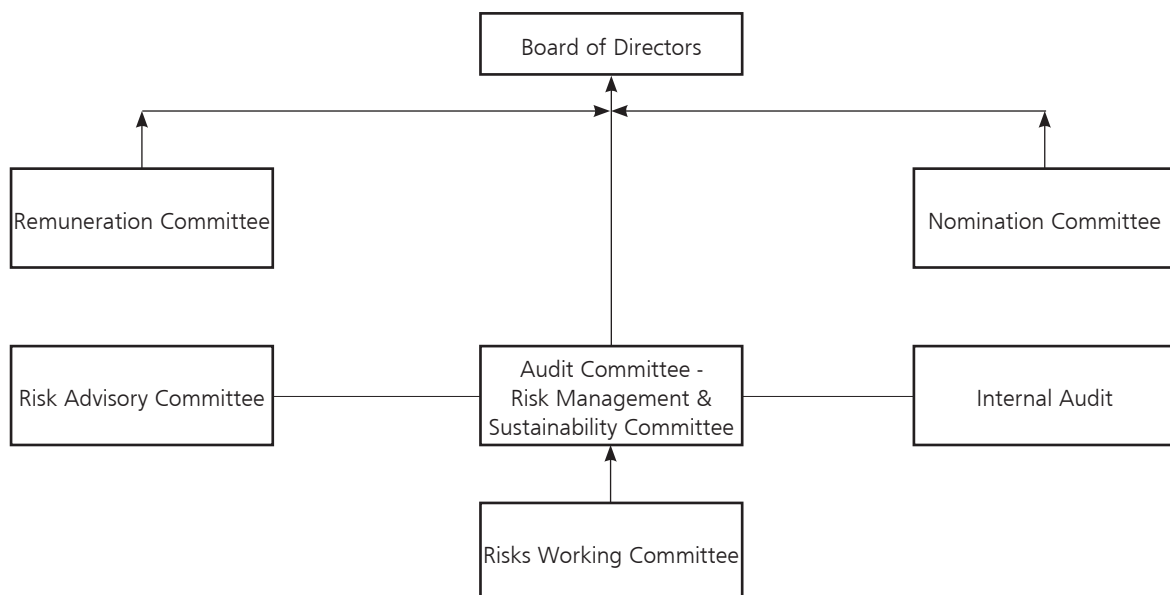 Board of Directors
Remuneration Committee
Nomination Committee
Risk Advisory Committee
Audit Committee -
Risk Management &
Sustainability Committee
Internal Audit
Risks Working Committee